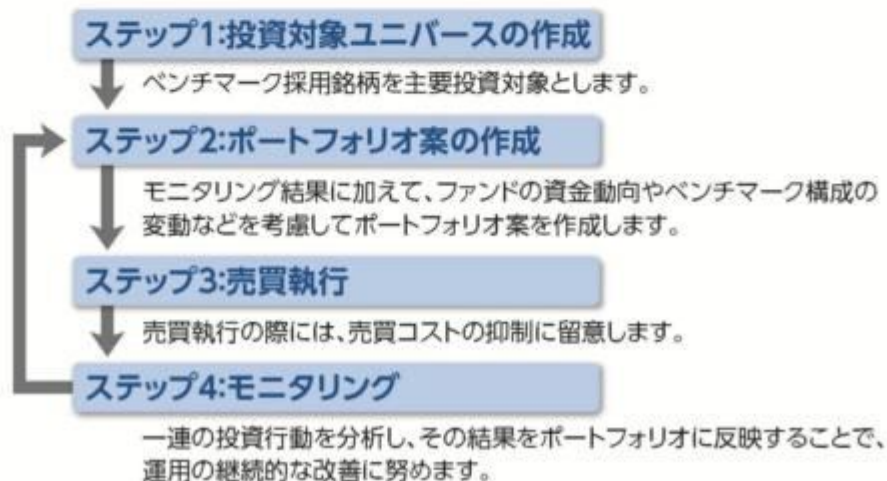 ステップ1:投資対象ユニバースの作成
ベンチマーク採用銘柄を主要投資対象とします。
ステップ2:ポートフォリオ案の作成
モニタリング結果に加えて、ファンドの資金動向やベンチマーク構成の
変動などを考慮してポートフォリオ案を作成します。
ステップ3:売買執行
売買執行の際には、売買コストの抑制に留意します。
ステップ4:モニタリング
一連の投資行動を分析し、その結果をポートフォリオに反映することで、
運用の継続的な改善に努めます。